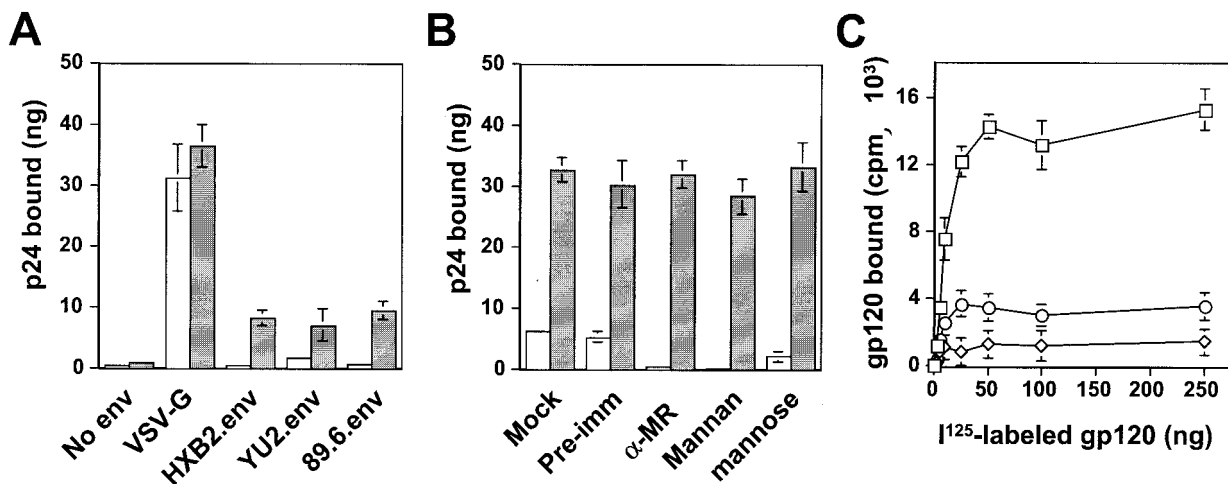 A
p24 bound (ng)
50
40
30
20
10
0
No env
VSV-G
HXB2.env
YU2.env
89.6.env
B
p24 bound (ng)
50
40
30
20
10
0
Mock
Pre-imm
α-MR
Mannan
mannose
C
gp120 bound (cpm, 10³)
16
12
8
4
0
0
50
100
150
200
250
I¹²⁵-labeled gp120 (ng)